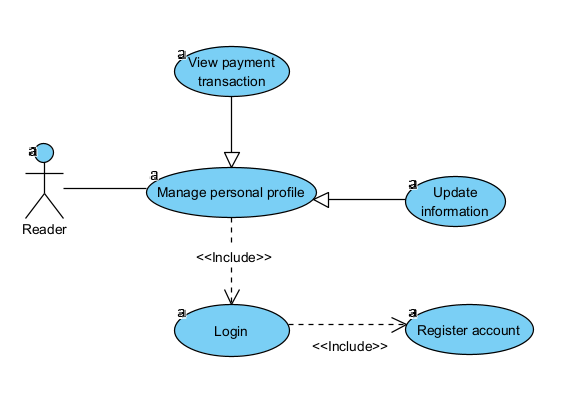 a
View payment
transaction
a
Reader
a
Manage personal profile
a
Update
information
<<Include>>
a
Login
a
Register account
<<Include>>